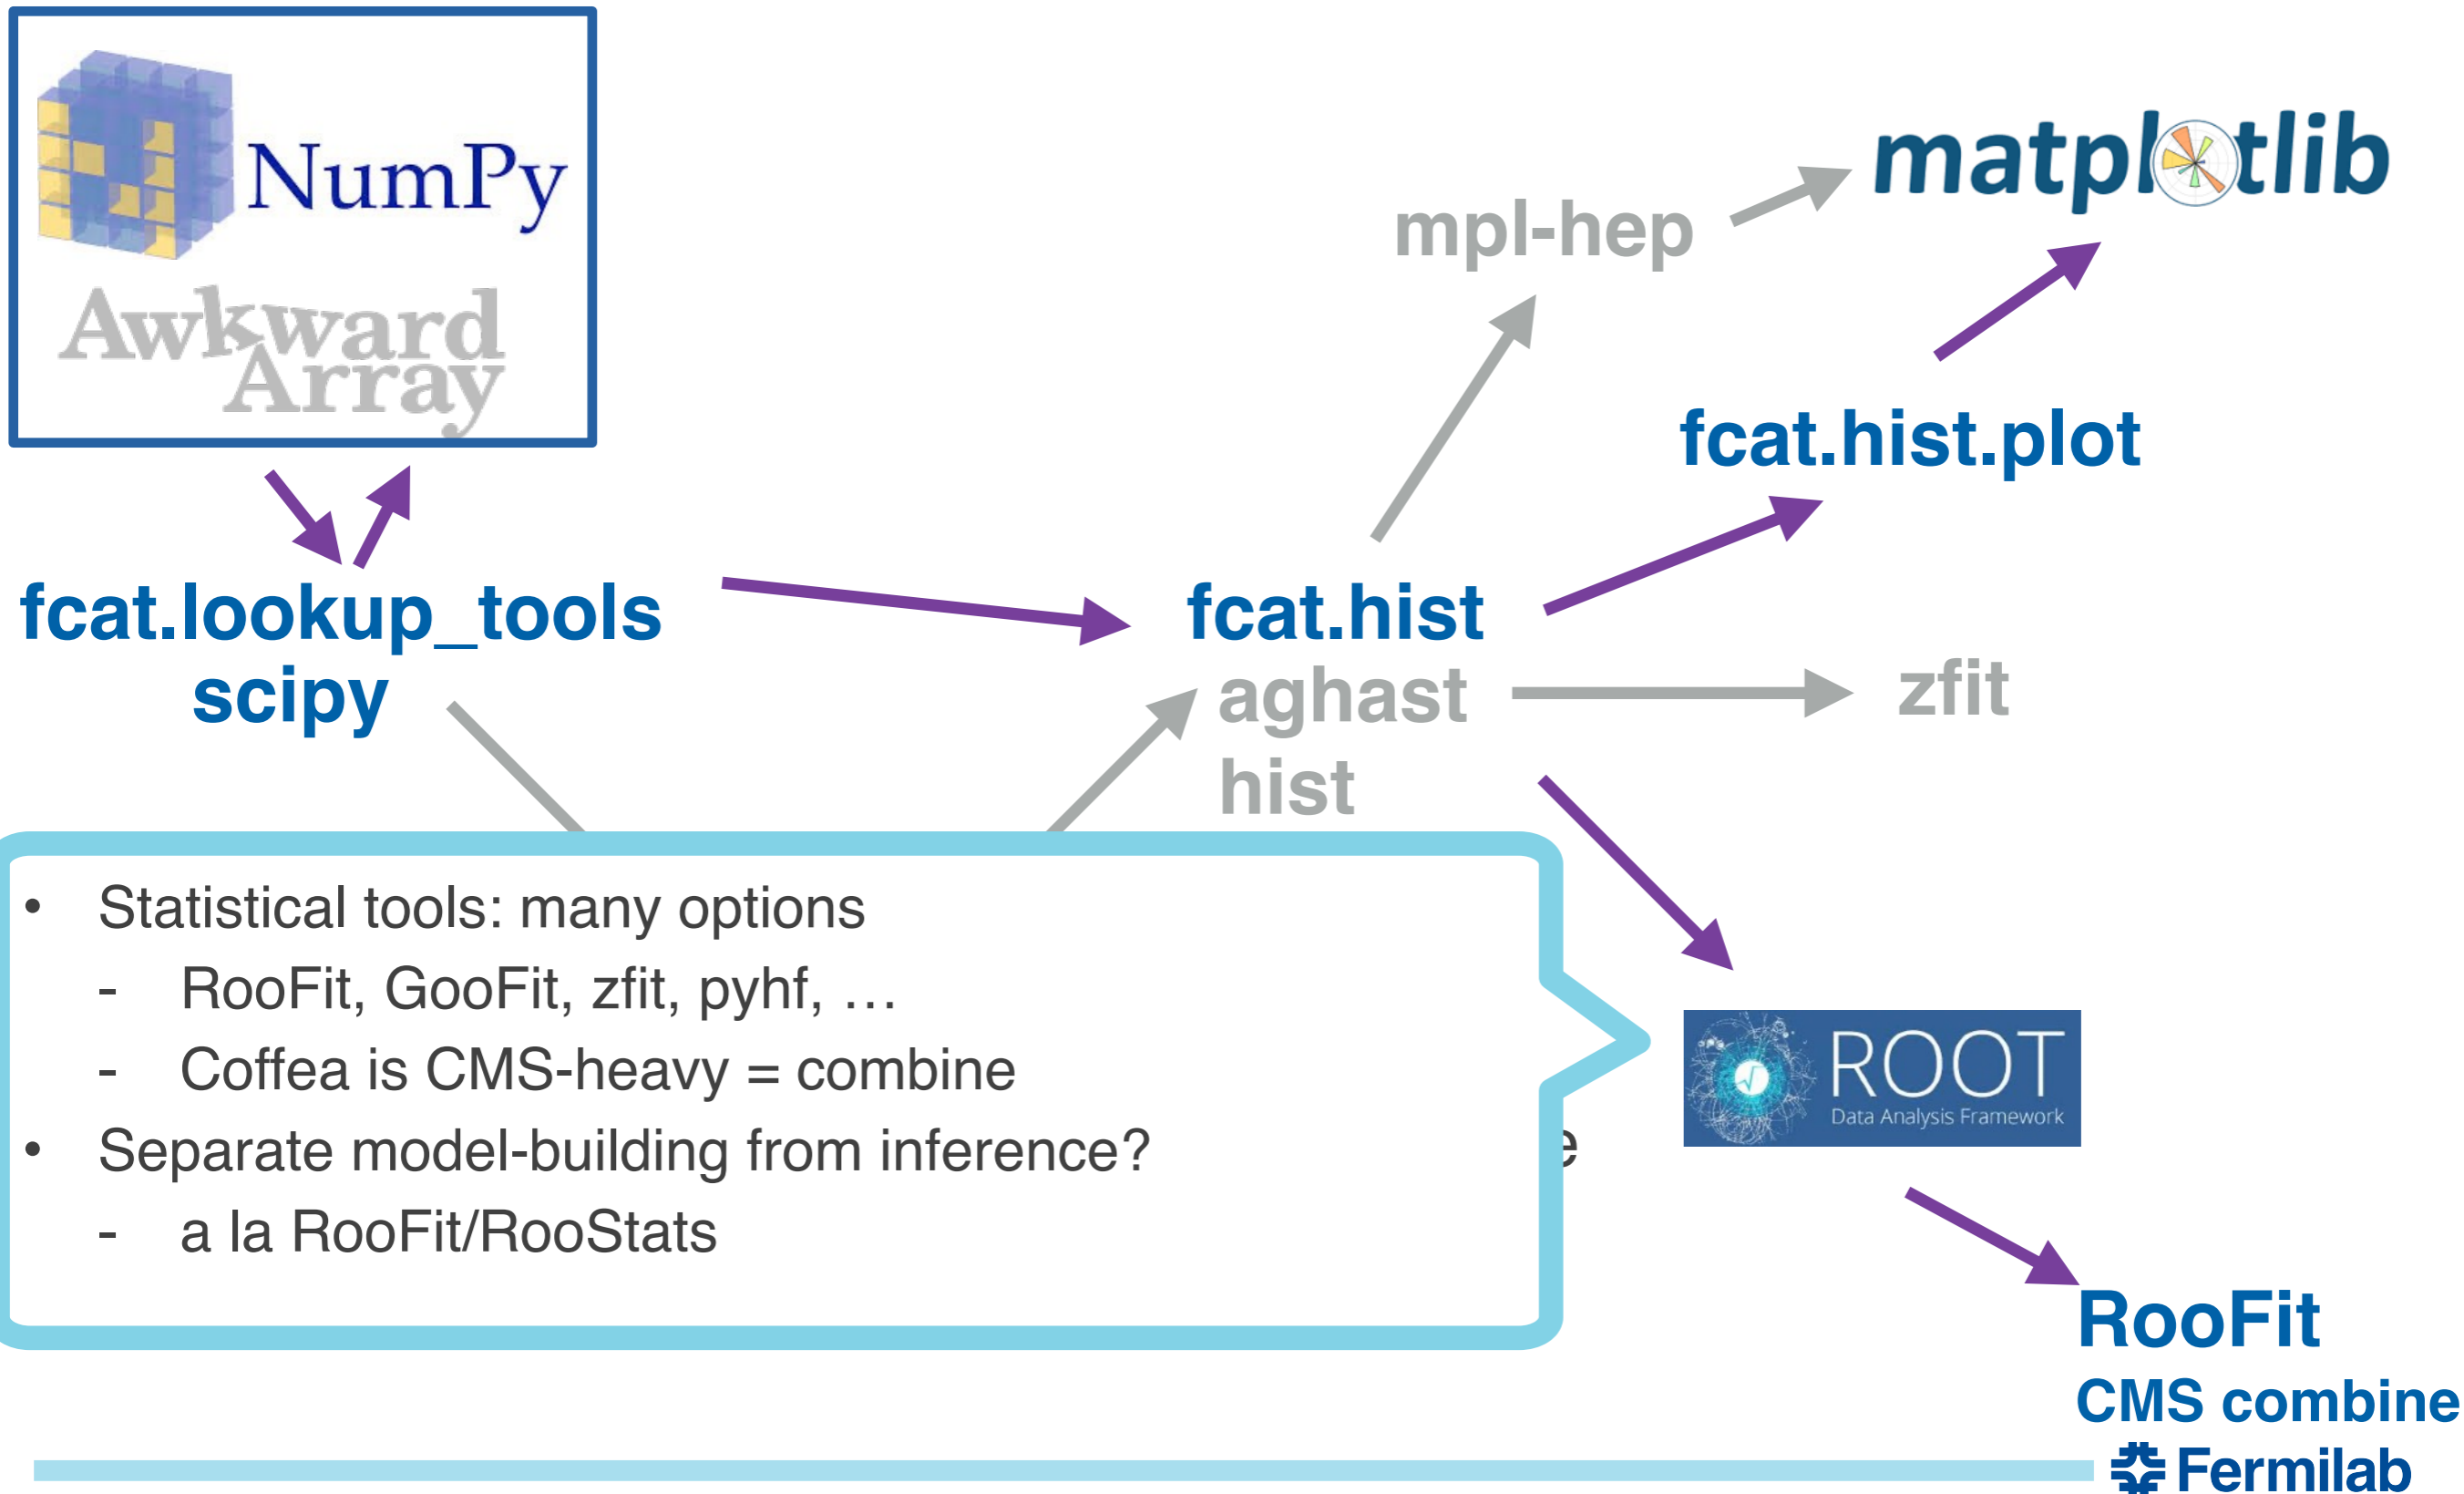 NumPy
Awkward
Array
mpl-hep
matplotlib
fcat.hist.plot
fcat.lookup_tools
scipy
fcat.hist
aghast
hist
zfit
• Statistical tools: many options
- RooFit, GooFit, zfit, pyhf, …
- Coffea is CMS-heavy = combine
• Separate model-building from inference?
- a la RooFit/RooStats
ROOT
Data Analysis Framework
RooFit
CMS combine
Fermilab